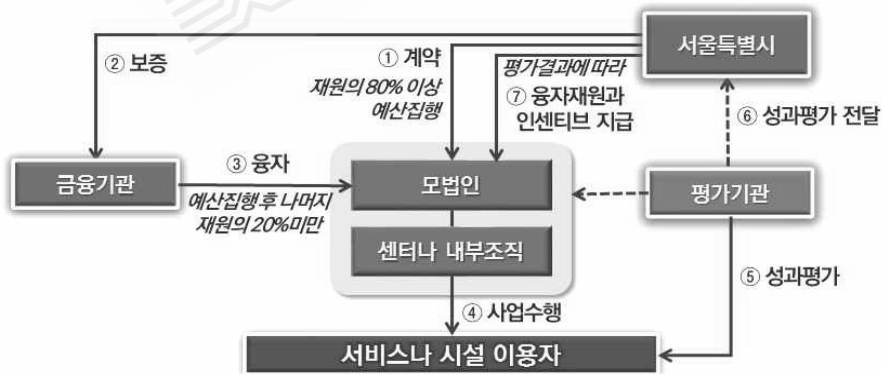 서울특별시
② 보증
① 계약
재원의 80% 이상
예산집행
평가결과에 따라
⑦ 융자재원과
인센티브 지급
⑥ 성과평가 전달
금융기관
③ 융자
예산집행 후 나머지
재원의 20%미만
모법인
평가기관
센터나 내부조직
⑤ 성과평가
④ 사업수행
서비스나 시설 이용자